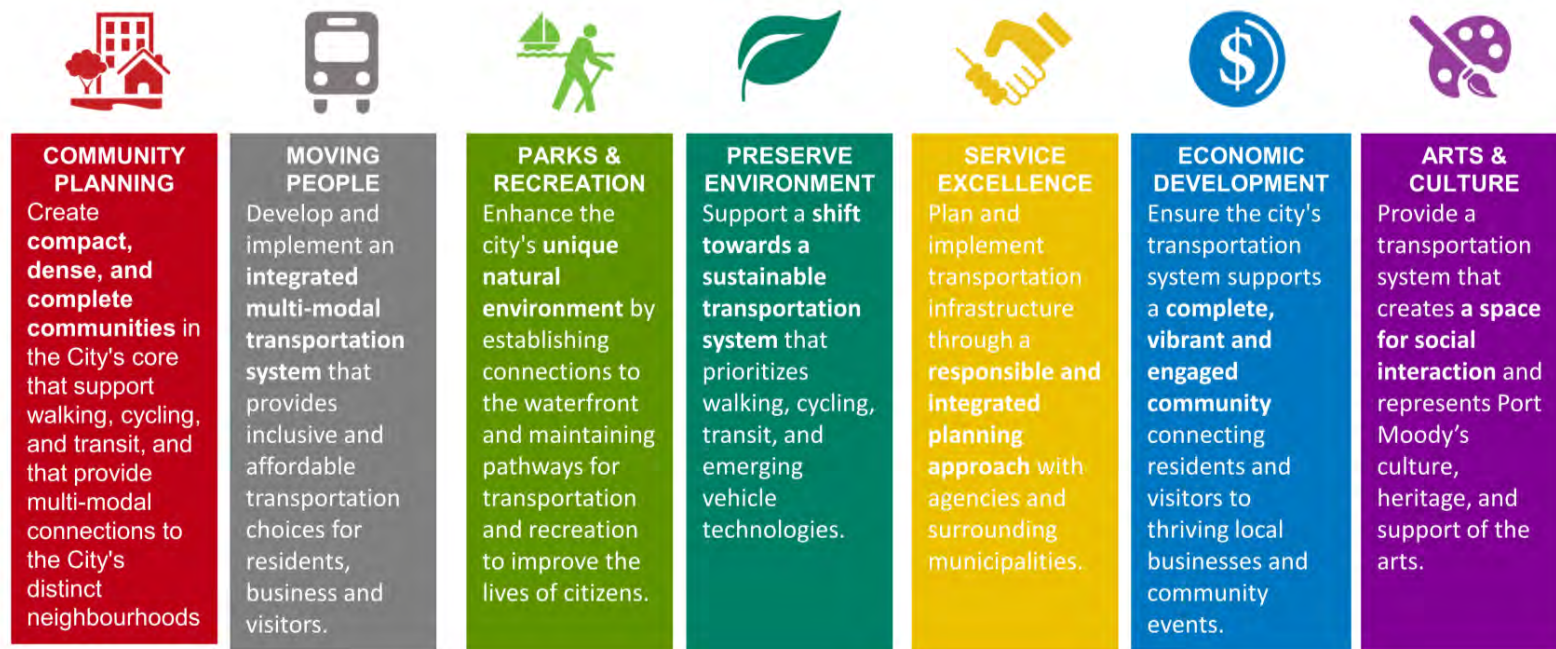 $
COMMUNITY
PLANNING
Create
compact,
dense, and
complete
communities in
the City's core
that support
walking, cycling,
and transit, and
that provide
multi-modal
connections to
the City's
distinct
neighbourhoods
MOVING
PEOPLE
Develop and
implement an
integrated
multi-modal
transportation
system that
provides
inclusive and
affordable
transportation
choices for
residents,
business and
visitors.
PARKS &
RECREATION
Enhance the
city's unique
natural
environment by
establishing
connections to
the waterfront
and maintaining
pathways for
transportation
and recreation
to improve the
lives of citizens.
PRESERVE
ENVIRONMENT
Support a shift
towards a
sustainable
transportation
system that
prioritizes
walking, cycling,
transit, and
emerging
vehicle
technologies.
SERVICE
EXCELLENCE
Plan and
implement
transportation
infrastructure
through a
responsible and
integrated
planning
approach with
agencies and
surrounding
municipalities.
ECONOMIC
DEVELOPMENT
Ensure the city's
transportation
system supports
a complete,
vibrant and
engaged
community
connecting
residents and
visitors to
thriving local
businesses and
community
events.
ARTS &
CULTURE
Provide a
transportation
system that
creates a space
for social
interaction and
represents Port
Moody’s
culture,
heritage, and
support of the
arts.